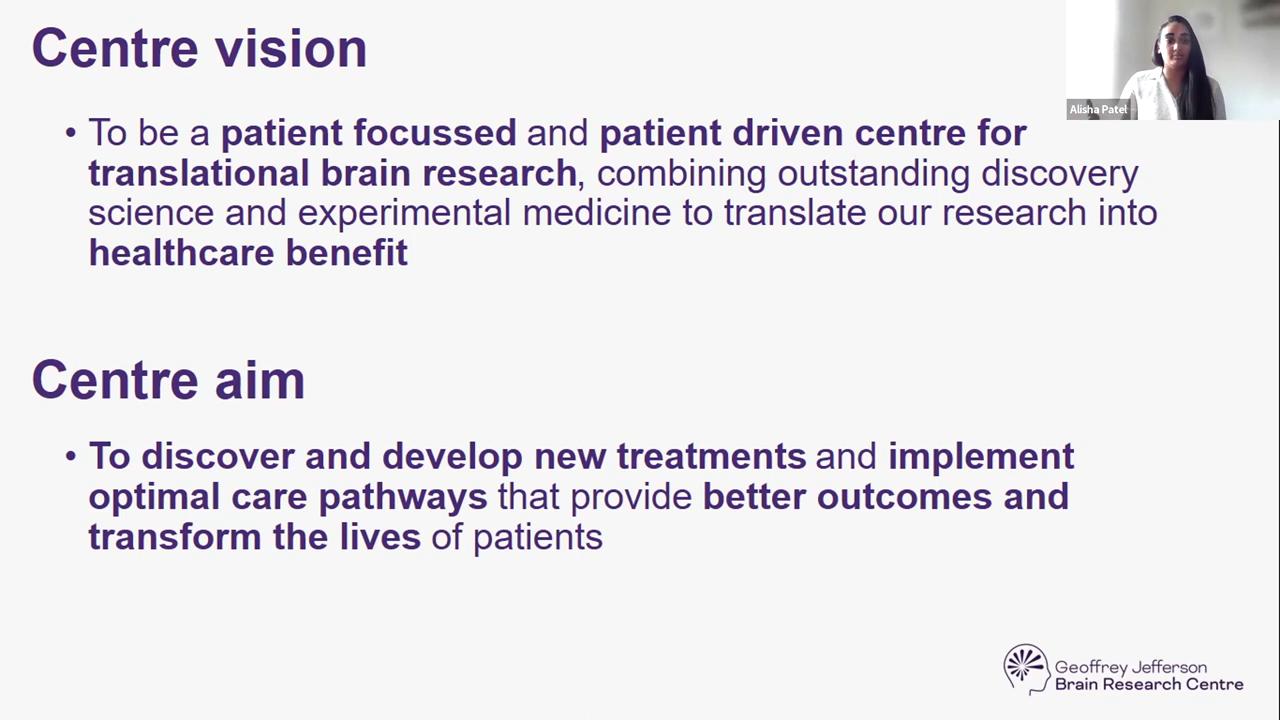 Centre vision
Alisha Patel
• To be a patient focussed and patient driven centre for
translational brain research, combining outstanding discovery
science and experimental medicine to translate our research into
healthcare benefit
Centre aim
• To discover and develop new treatments and implement
optimal care pathways that provide better outcomes and
transform the lives of patients
Geoffrey Jefferson
Brain Research Centre